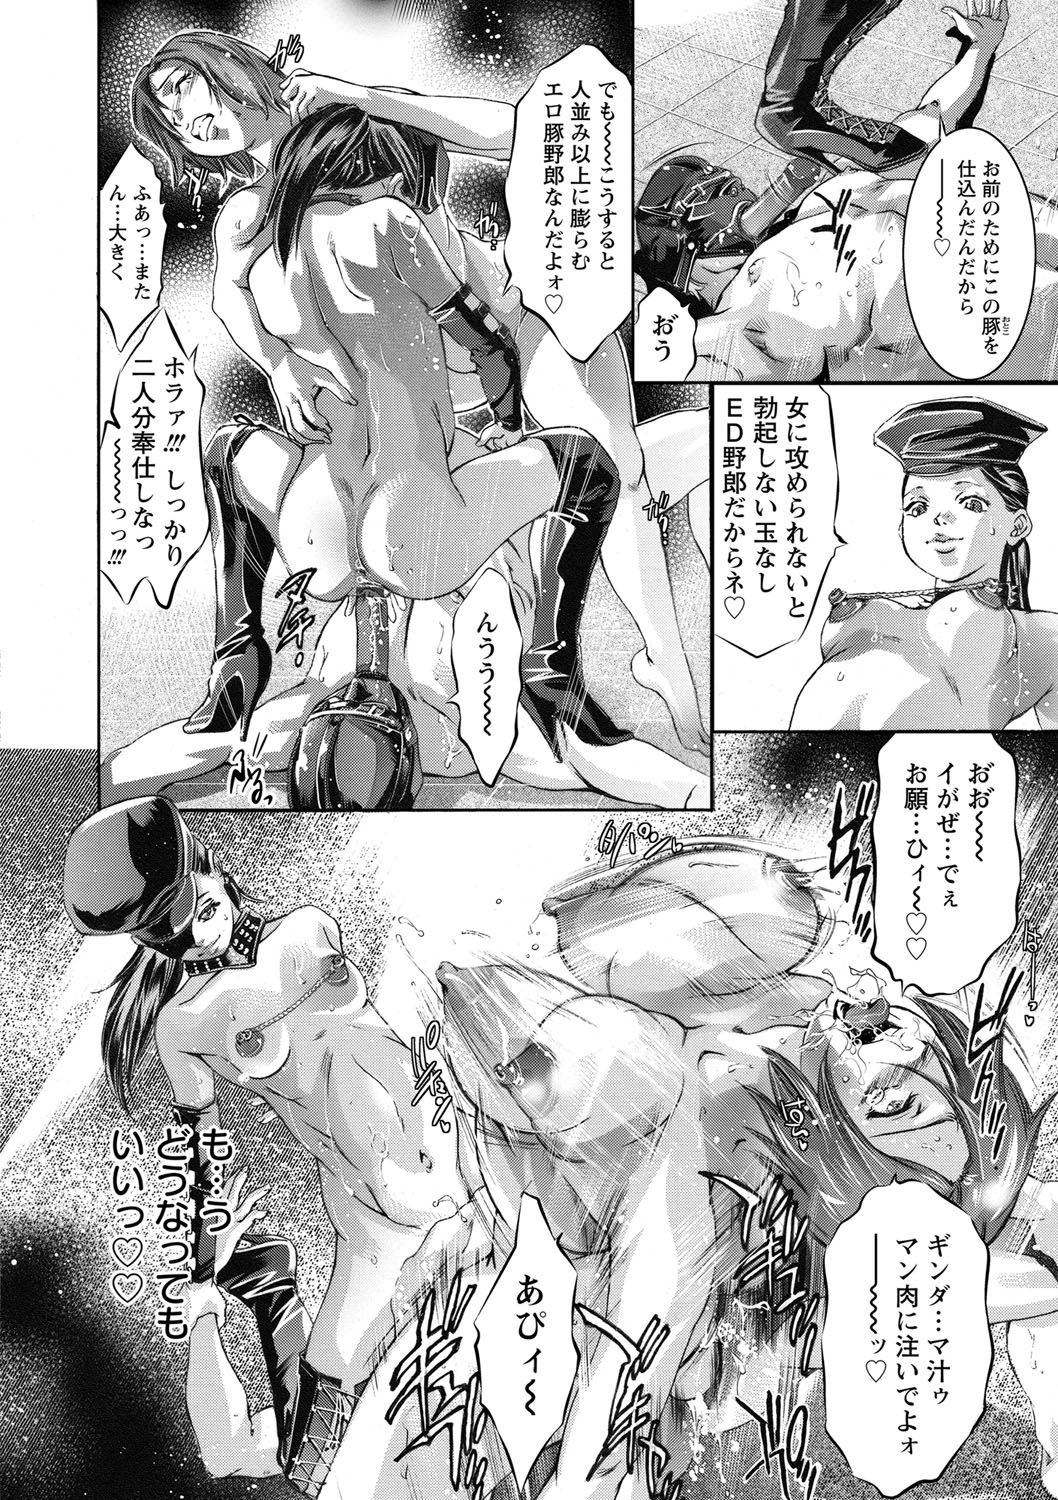 お前のためにこの豚を
おとこ
仕込んだんだから
――～～♡
おぅ
女に攻められないと
勃起しない玉なし
ED野郎だからネ♡
でも～～こうすると
人並み以上に膨らむ
エロ豚野郎なんだよォ♡
ふあっ…また
ん…大きく
ホラァ!!!しっかり
二人分奉仕しなっ
～～～～っっ!!!
んうう～～
お゛お゛～～
イがぜ…でぇ
お願…ひィ～♡♡
ギンダ…マ汁ゥ
マン肉に注いでよォ
――～～ッ♡
あぴィ～
も…う
どうなっても
いいっ♡♡